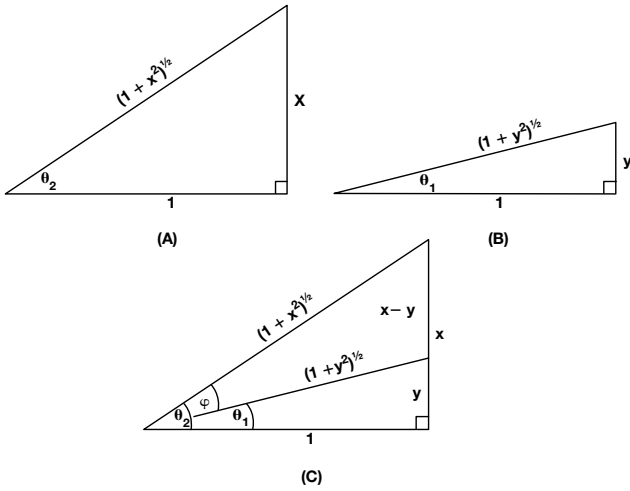 (1 + x²)^½
X
θ₂
1
(A)
(1 + y²)^½
θ₁
y
1
(B)
(1 + x²)^½
x − y
x
(1 + y²)^½
φ
y
θ₂
θ₁
1
(C)